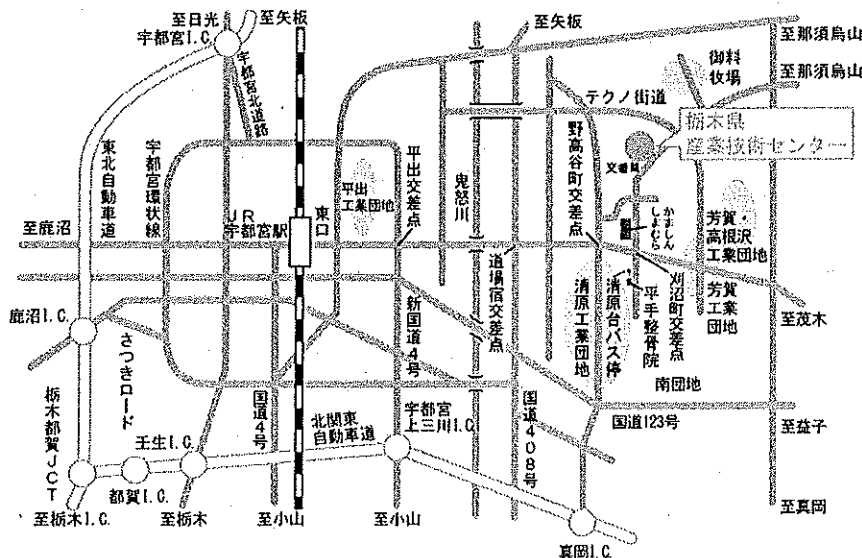 至日光
至矢板
宇都宮I.C.
至矢板
至那須烏山
御料
牧場
至那須烏山
宇都宮北道路
テクノ街道
栃木県
産業技術センター
東北自動車道
宇都宮環状線
平出
工業団地
平出交差点
鬼怒川
野高谷町交差点
交番
至鹿沼
JR
宇都宮駅
東口
かましん
しまむら
芳賀・
高根沢
工業団地
道場宿交差点
清原工業団地
清原台バス停
平手整骨院
刈沼町交差点
芳賀
工業
団地
至茂木
鹿沼I.C.
さつきロード
新国道4号
南団地
栃木都賀JCT
国道4号
北関東
自動車道
宇都宮
上三川I.C.
国道408号
国道123号
至益子
壬生I.C.
都賀I.C.
至栃木I.C.
至栃木
至小山
至小山
真岡I.C.
至真岡